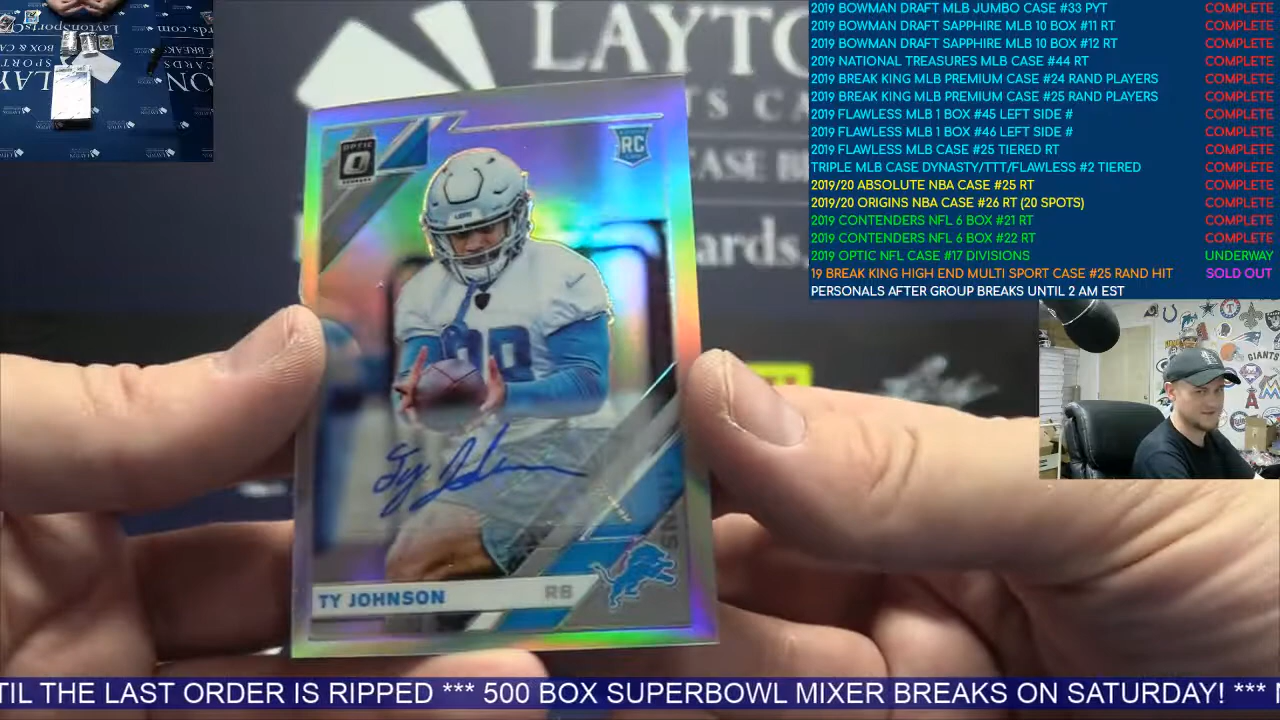 LAYTO
TS CA
EASE BR
ards.
OPTIC
RC
Ty Johnson
TY JOHNSON RB
2019 BOWMAN DRAFT MLB JUMBO CASE #33 PYT COMPLETE
2019 BOWMAN DRAFT SAPPHIRE MLB 10 BOX #11 RT COMPLETE
2019 BOWMAN DRAFT SAPPHIRE MLB 10 BOX #12 RT COMPLETE
2019 NATIONAL TREASURES MLB CASE #44 RT COMPLETE
2019 BREAK KING MLB PREMIUM CASE #24 RAND PLAYERS COMPLETE
2019 BREAK KING MLB PREMIUM CASE #25 RAND PLAYERS COMPLETE
2019 FLAWLESS MLB 1 BOX #45 LEFT SIDE # COMPLETE
2019 FLAWLESS MLB 1 BOX #46 LEFT SIDE # COMPLETE
2019 FLAWLESS MLB CASE #25 TIERED RT COMPLETE
TRIPLE MLB CASE DYNASTY/TTT/FLAWLESS #2 TIERED COMPLETE
2019/20 ABSOLUTE NBA CASE #25 RT COMPLETE
2019/20 ORIGINS NBA CASE #26 RT (20 SPOTS) COMPLETE
2019 CONTENDERS NFL 6 BOX #21 RT COMPLETE
2019 CONTENDERS NFL 6 BOX #22 RT COMPLETE
2019 OPTIC NFL CASE #17 DIVISIONS UNDERWAY
19 BREAK KING HIGH END MULTI SPORT CASE #25 RAND HIT SOLD OUT
PERSONALS AFTER GROUP BREAKS UNTIL 2 AM EST
GIANTS
TIL THE LAST ORDER IS RIPPED *** 500 BOX SUPERBOWL MIXER BREAKS ON SATURDAY! ***